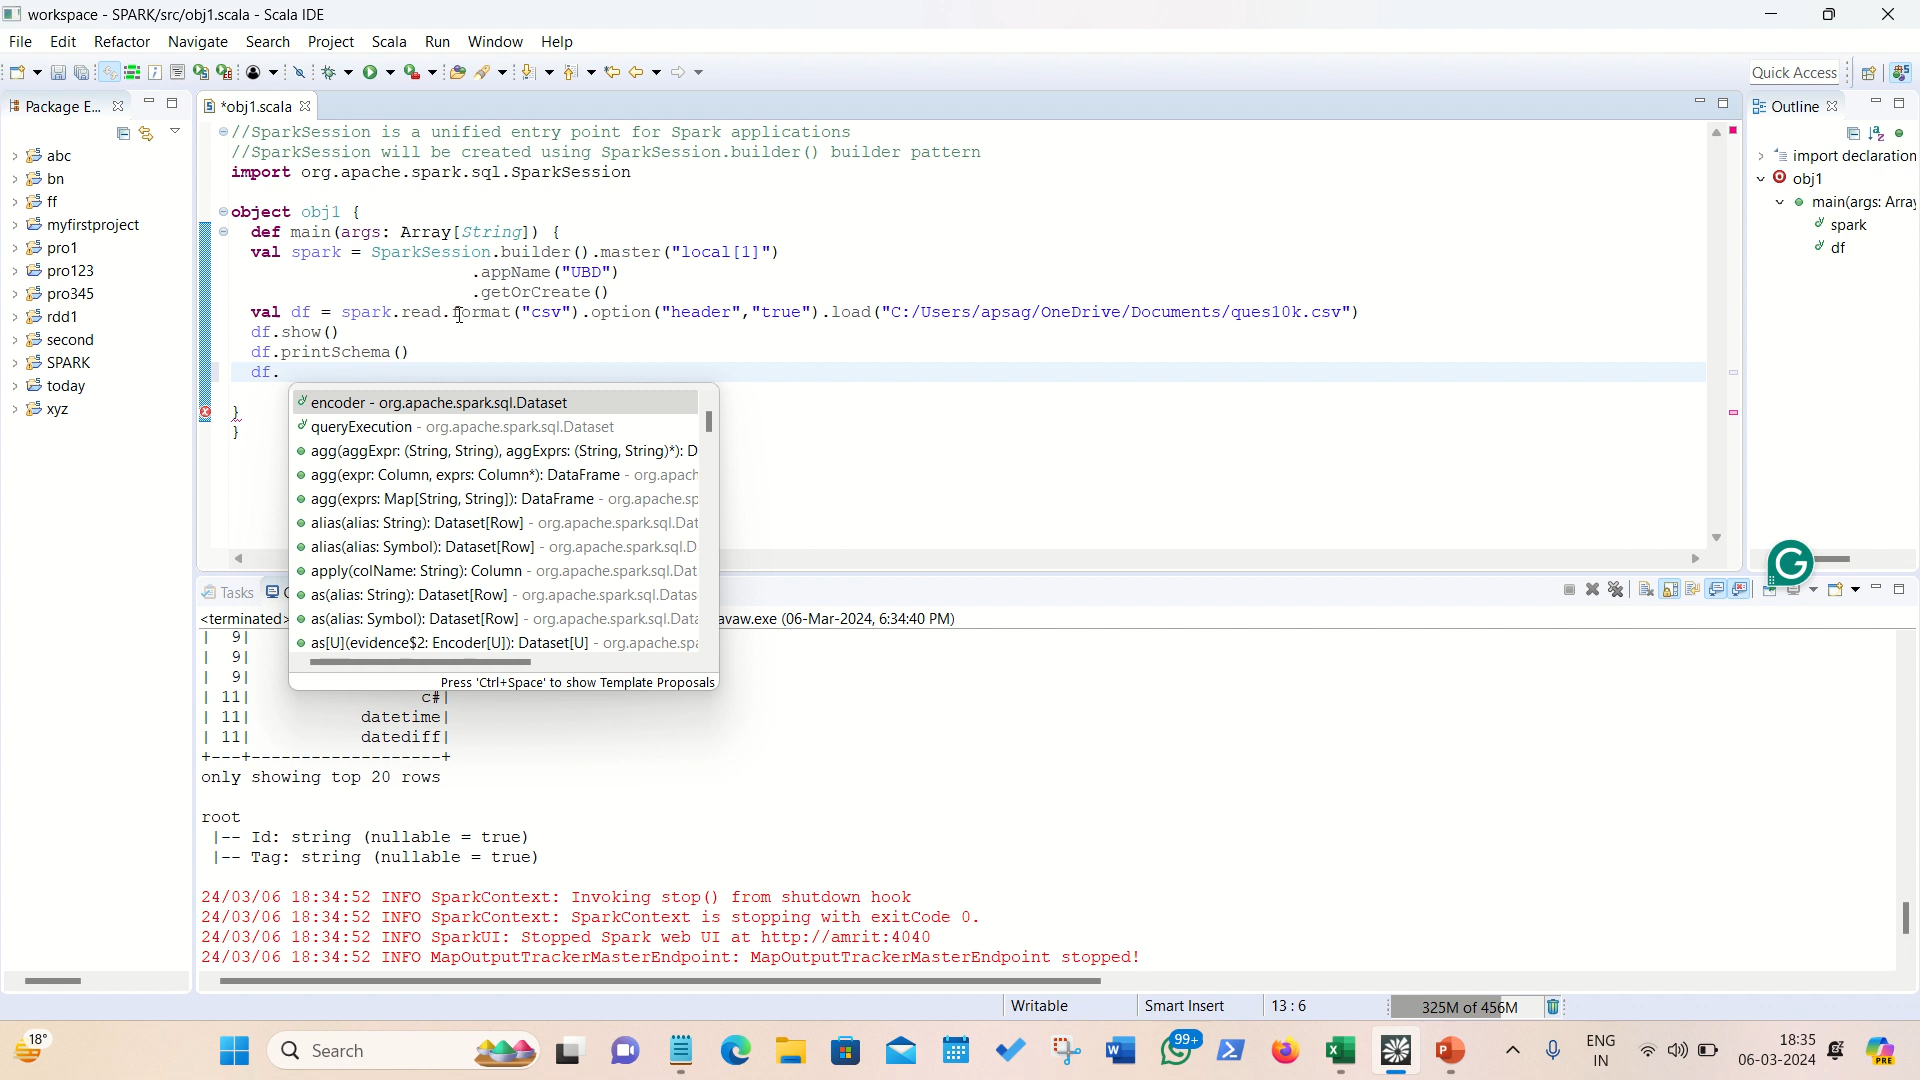 workspace - SPARK/src/obj1.scala - Scala IDE
File Edit Refactor Navigate Search Project Scala Run Window Help
Quick Access
Package E...
*obj1.scala
Outline
abc
bn
ff
myfirstproject
pro1
pro123
pro345
rdd1
second
SPARK
today
xyz
//SparkSession is a unified entry point for Spark applications
//SparkSession will be created using SparkSession.builder() builder pattern
import org.apache.spark.sql.SparkSession
object obj1 {
def main(args: Array[String]) {
val spark = SparkSession.builder().master("local[1]")
.appName("UBD")
.getOrCreate()
val df = spark.read.format("csv").option("header","true").load("C:/Users/apsag/OneDrive/Documents/ques10k.csv")
df.show()
df.printSchema()
df.
}
}
encoder - org.apache.spark.sql.Dataset
queryExecution - org.apache.spark.sql.Dataset
agg(aggExpr: (String, String), aggExprs: (String, String)*): D
agg(expr: Column, exprs: Column*): DataFrame - org.apach
agg(exprs: Map[String, String]): DataFrame - org.apache.sp
alias(alias: String): Dataset[Row] - org.apache.spark.sql.Dat
alias(alias: Symbol): Dataset[Row] - org.apache.spark.sql.D
apply(colName: String): Column - org.apache.spark.sql.Dat
as(alias: String): Dataset[Row] - org.apache.spark.sql.Datas
as(alias: Symbol): Dataset[Row] - org.apache.spark.sql.Data
as[U](evidence$2: Encoder[U]): Dataset[U] - org.apache.spa
Press 'Ctrl+Space' to show Template Proposals
import declaration
obj1
main(args: Array
spark
df
Tasks
<terminated> avaw.exe (06-Mar-2024, 6:34:40 PM)
| 9|
| 9|
| 9|
| 11| c#|
| 11| datetime|
| 11| datediff|
+---+-------------------+
only showing top 20 rows
root
|-- Id: string (nullable = true)
|-- Tag: string (nullable = true)
24/03/06 18:34:52 INFO SparkContext: Invoking stop() from shutdown hook
24/03/06 18:34:52 INFO SparkContext: SparkContext is stopping with exitCode 0.
24/03/06 18:34:52 INFO SparkUI: Stopped Spark web UI at http://amrit:4040
24/03/06 18:34:52 INFO MapOutputTrackerMasterEndpoint: MapOutputTrackerMasterEndpoint stopped!
Writable Smart Insert 13 : 6 325M of 456M
18°
Search
99+
ENG
IN
18:35
06-03-2024
PRE